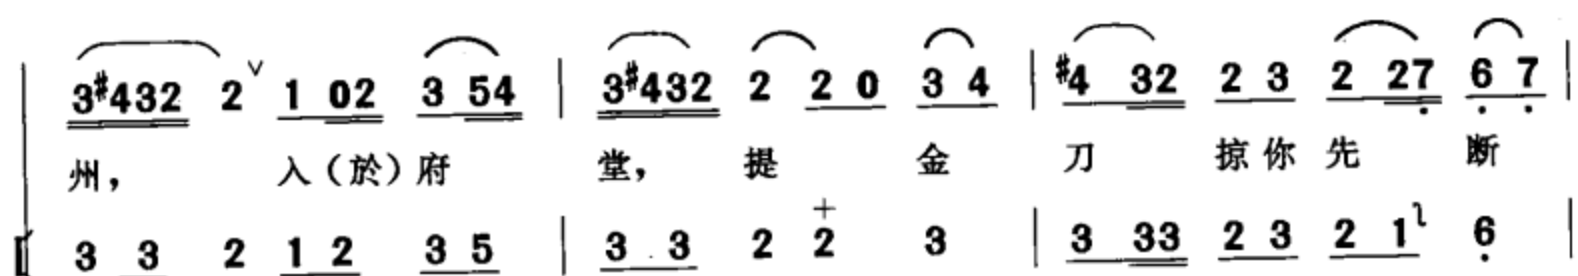 3#432 2 ∨ 1 02 3 54 | 3#432 2 2 0 3 4 | #4 32 2 3 2 27 6 7 |
州， 入（於）府 堂， 提 金 刀 掠 你 先 断
3 3 2 1 2 3 5 | 3 . 3 2 2 3 | 3 33 2 3 2 1 6 |